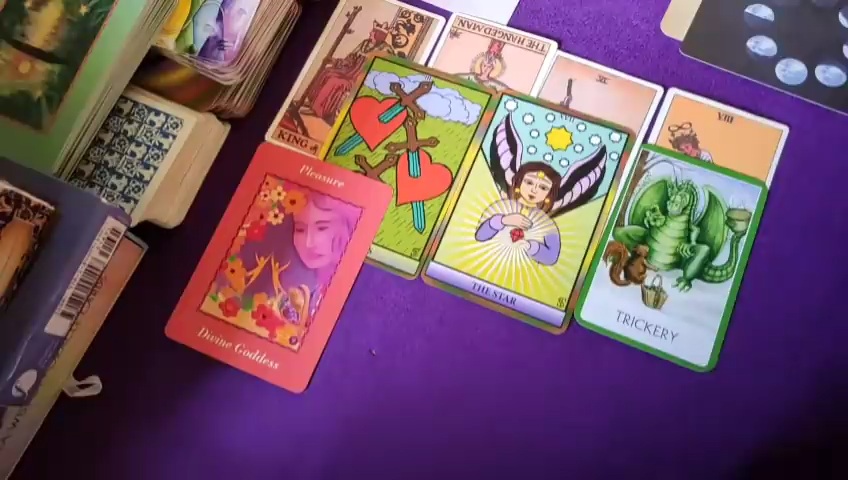 KING
THE HANGED MAN
VIII
Pleasure
Divine Goddess
THE STAR
TRICKERY